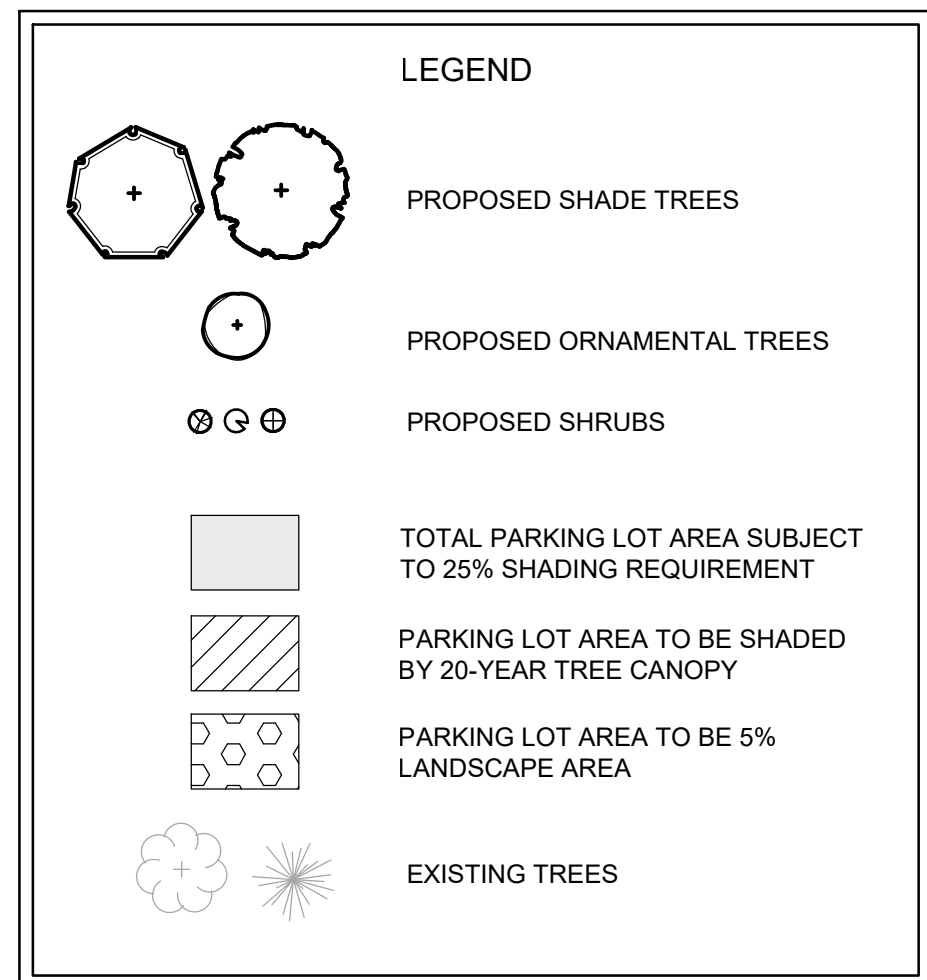 LEGEND
PROPOSED SHADE TREES
PROPOSED ORNAMENTAL TREES
PROPOSED SHRUBS
TOTAL PARKING LOT AREA SUBJECT
TO 25% SHADING REQUIREMENT
PARKING LOT AREA TO BE SHADED
BY 20-YEAR TREE CANOPY
PARKING LOT AREA TO BE 5%
LANDSCAPE AREA
EXISTING TREES